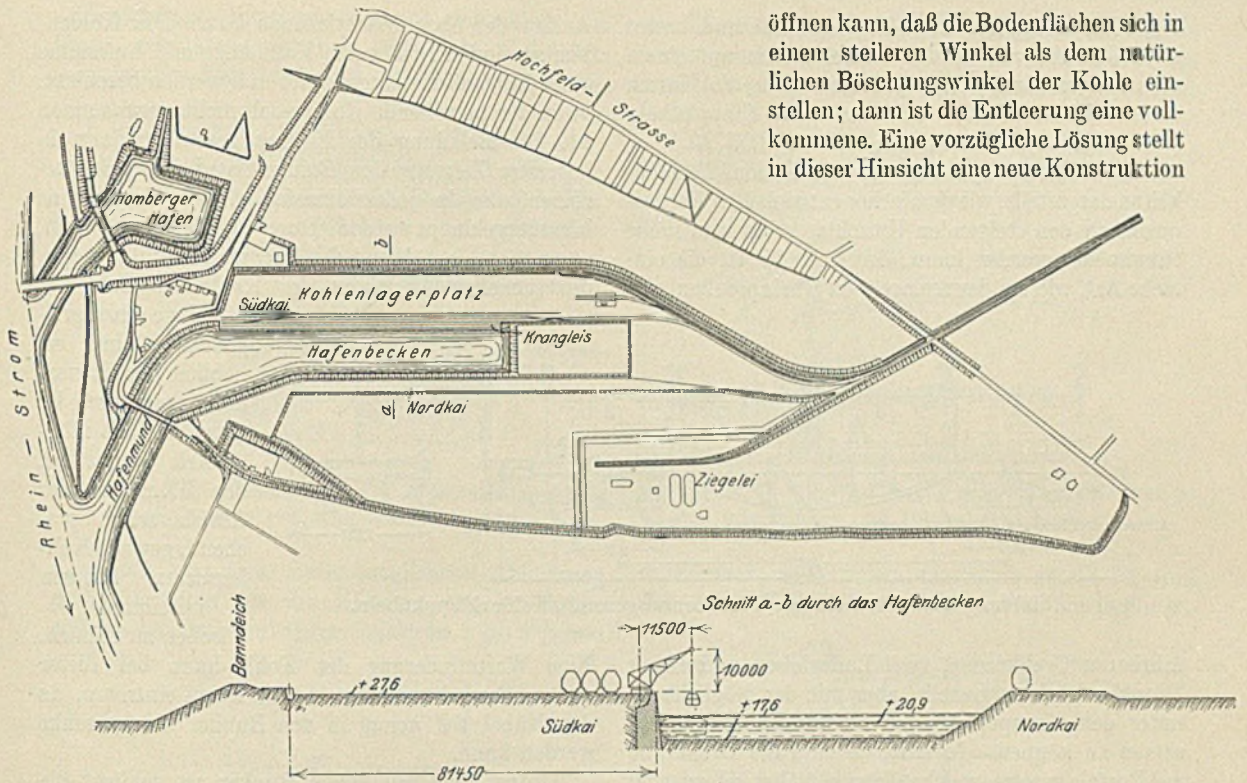 öffnen kann, daß die Bodenflächen sich in
einem steileren Winkel als dem natür-
lichen Böschungswinkel der Kohle ein-
stellen; dann ist die Entleerung eine voll-
kommene. Eine vorzügliche Lösung stellt
in dieser Hinsicht eine neue Konstruktion
Hochfeld-
Strasse
Homberger
Hafen
b
Kohlenlagerplatz
Südkai
Krangleis
Hafenbecken
a
Nordkai
Rhein - Strom
Hafenmund
Ziegelei
Schnitt a-b durch das Hafenbecken
11500
10000
Banndeich
+27,6
+17,6
+20,9
Südkai
Nordkai
81450